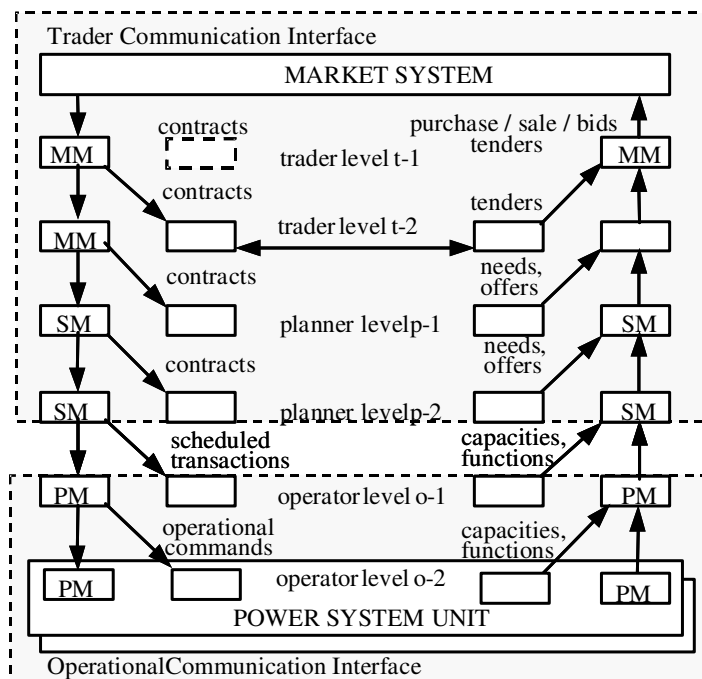 Trader Communication Interface
MARKET SYSTEM
contracts
purchase / sale / bids
tenders
MM
trader level t-1
MM
contracts
tenders
MM
trader level t-2
contracts
needs,
offers
SM
planner levelp-1
SM
contracts
needs,
offers
SM
planner levelp-2
SM
scheduled
transactions
capacities,
functions
PM
operator level o-1
PM
operational
commands
capacities,
functions
PM
operator level o-2
PM
POWER SYSTEM UNIT
OperationalCommunication Interface